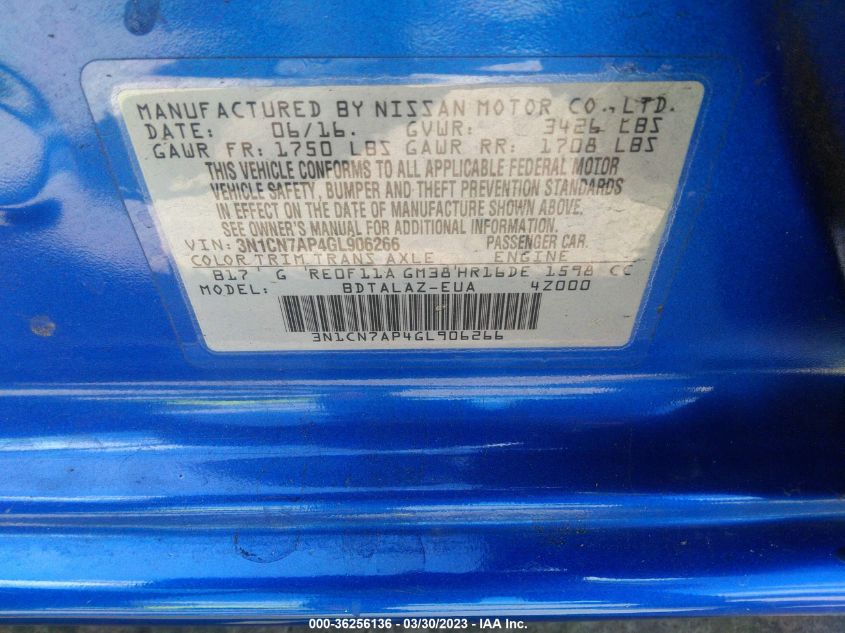 MANUFACTURED BY NISSAN MOTOR CO., LTD.
DATE: 06/16. GVWR: 3426 LBS
GAWR FR: 1750 LBS GAWR RR: 1708 LBS
THIS VEHICLE CONFORMS TO ALL APPLICABLE FEDERAL MOTOR
VEHICLE SAFETY, BUMPER AND THEFT PREVENTION STANDARDS
IN EFFECT ON THE DATE OF MANUFACTURE SHOWN ABOVE.
SEE OWNER'S MANUAL FOR ADDITIONAL INFORMATION
VIN: 3N1CN7AP4GL906266 PASSENGER CAR.
COLOR TRIM TRANS AXLE ENGINE
B17 G RE0F11A GM38 HR16DE 1598 CC
MODEL: BDTALAZ-EUA 4Z000
3N1CN7AP4GL906266
000-36256136 - 03/30/2023 - IAA Inc.